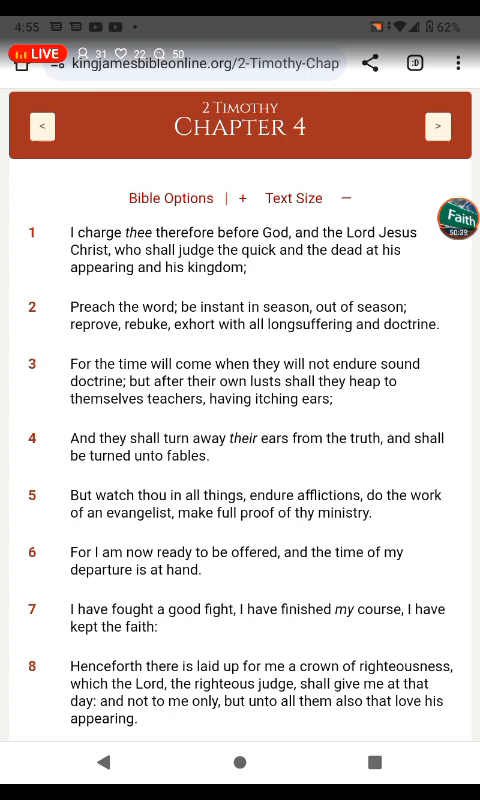 4:55 62%
LIVE 31 22 50
kingjamesbibleonline.org/2-Timothy-Chap :D
2 TIMOTHY
< CHAPTER 4 >
Bible Options | + Text Size −
Faith
50:39
1 I charge thee therefore before God, and the Lord Jesus
Christ, who shall judge the quick and the dead at his
appearing and his kingdom;
2 Preach the word; be instant in season, out of season;
reprove, rebuke, exhort with all longsuffering and doctrine.
3 For the time will come when they will not endure sound
doctrine; but after their own lusts shall they heap to
themselves teachers, having itching ears;
4 And they shall turn away their ears from the truth, and shall
be turned unto fables.
5 But watch thou in all things, endure afflictions, do the work
of an evangelist, make full proof of thy ministry.
6 For I am now ready to be offered, and the time of my
departure is at hand.
7 I have fought a good fight, I have finished my course, I have
kept the faith:
8 Henceforth there is laid up for me a crown of righteousness,
which the Lord, the righteous judge, shall give me at that
day: and not to me only, but unto all them also that love his
appearing.